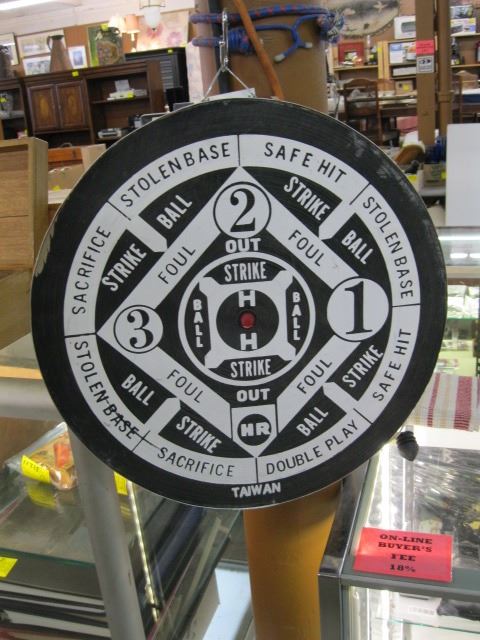 STOLEN BASE
SAFE HIT
STOLEN BASE
SAFE HIT
DOUBLE PLAY
SACRIFICE
STOLEN BASE
SACRIFICE
BALL
STRIKE
STRIKE
BALL
2
FOUL
OUT
FOUL
STRIKE
BALL
H
BALL
H
STRIKE
3
1
FOUL
OUT
FOUL
BALL
STRIKE
HR
BALL
STRIKE
TAIWAN
ON-LINE
BUYER'S
FEE
18%